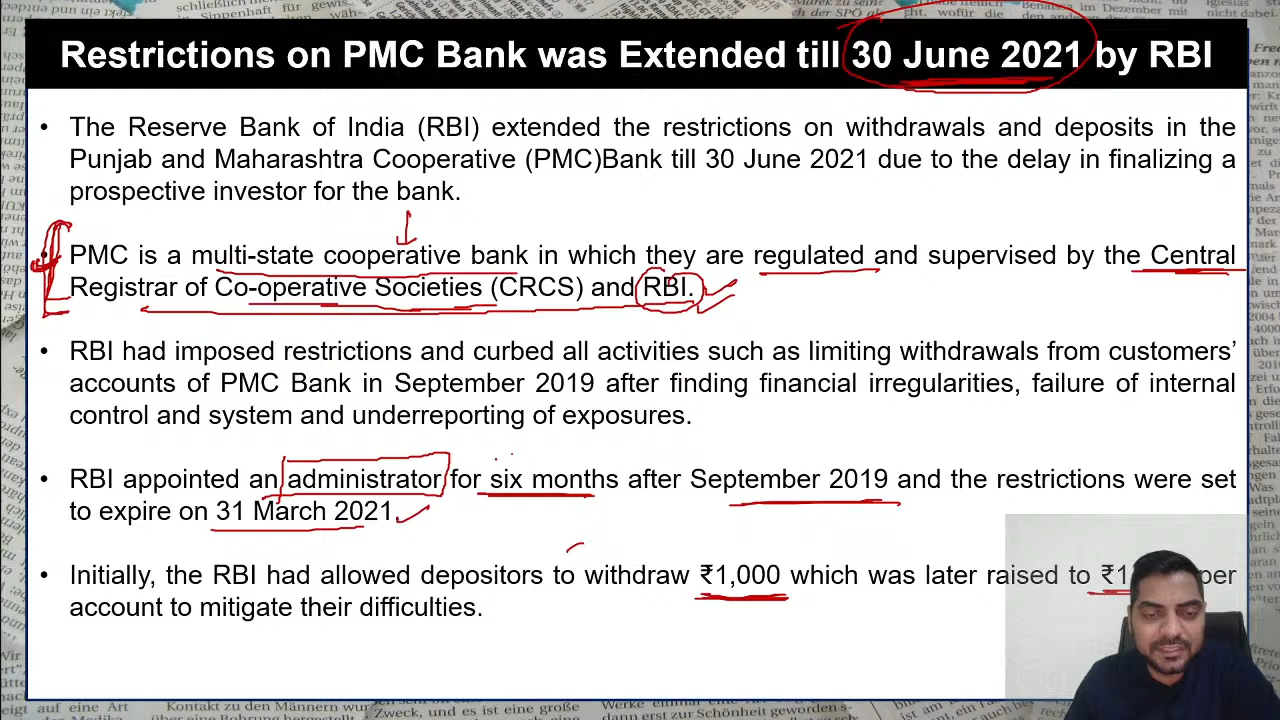 Restrictions on PMC Bank was Extended till 30 June 2021 by RBI
• The Reserve Bank of India (RBI) extended the restrictions on withdrawals and deposits in the
Punjab and Maharashtra Cooperative (PMC)Bank till 30 June 2021 due to the delay in finalizing a
prospective investor for the bank.
• PMC is a multi-state cooperative bank in which they are regulated and supervised by the Central
Registrar of Co-operative Societies (CRCS) and RBI.
• RBI had imposed restrictions and curbed all activities such as limiting withdrawals from customers’
accounts of PMC Bank in September 2019 after finding financial irregularities, failure of internal
control and system and underreporting of exposures.
• RBI appointed an administrator for six months after September 2019 and the restrictions were set
to expire on 31 March 2021.
• Initially, the RBI had allowed depositors to withdraw ₹1,000 which was later raised to per
account to mitigate their difficulties.